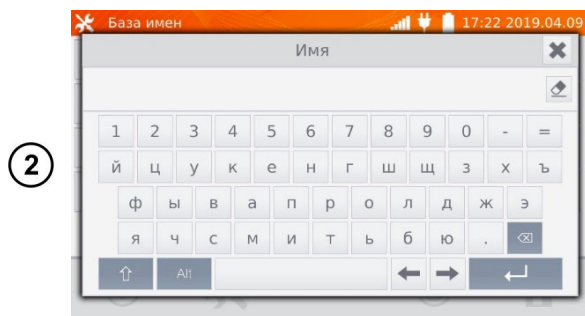 База имен 17:22 2019.04.09
Имя
2
1 2 3 4 5 6 7 8 9 0 - =
й ц у к е н г ш щ з х ъ
ф ы в а п р о л д ж э
я ч с м и т ь б ю .
Alt